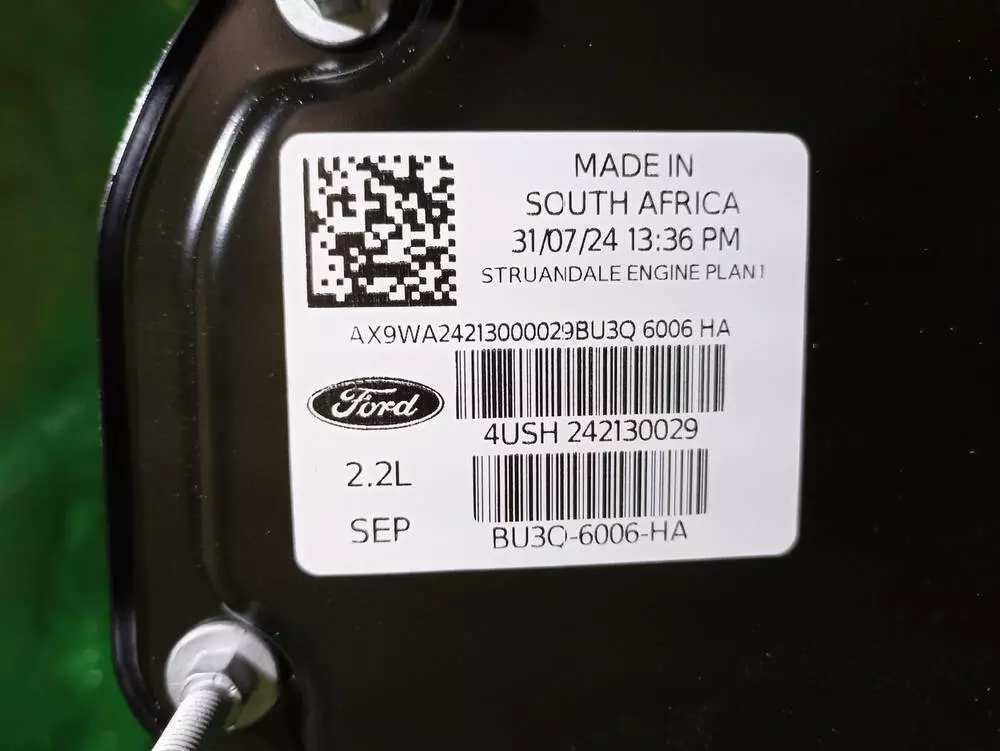 MADE IN
SOUTH AFRICA
31/07/24 13:36 PM
STRUANDALE ENGINE PLANT
AX9WA24213000029BU3Q 6006 HA
Ford
4USH 242130029
2.2L
SEP
BU3Q-6006-HA